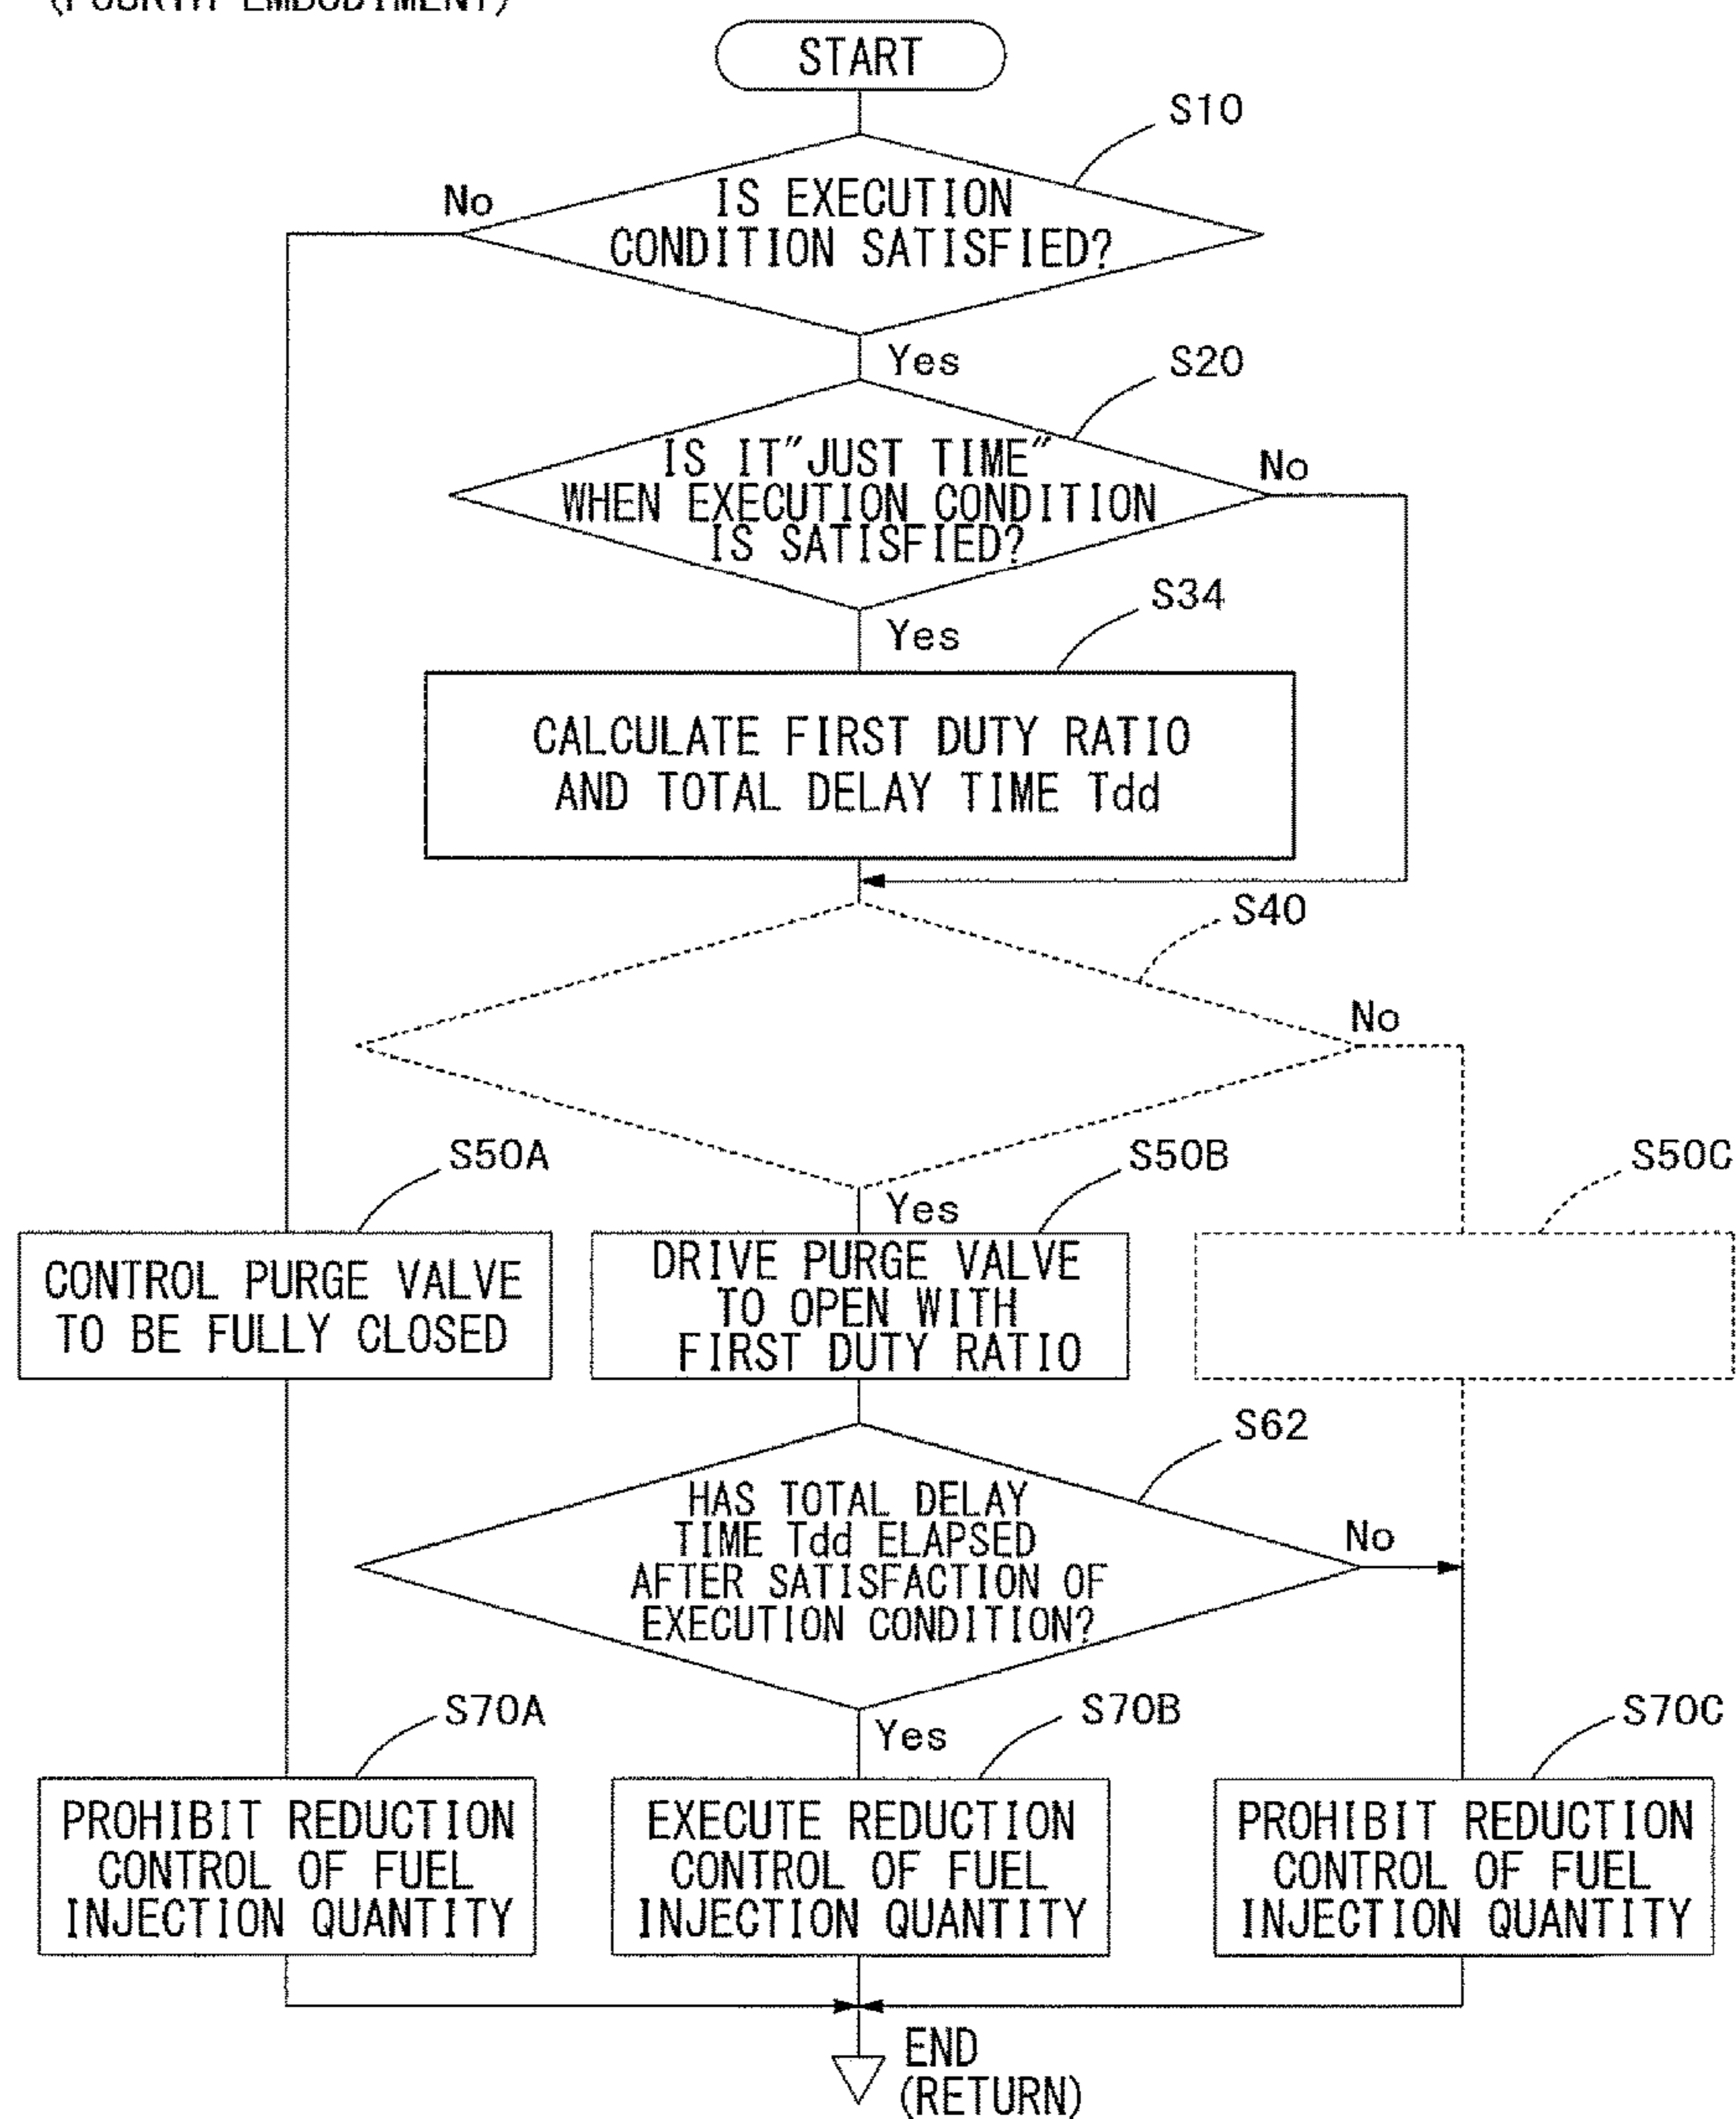 (FOURTH EMBODIMENT)
START
S10
No
IS EXECUTION
CONDITION SATISFIED?
Yes
S20
IS IT"JUST TIME"
WHEN EXECUTION CONDITION
IS SATISFIED?
No
Yes
S34
CALCULATE FIRST DUTY RATIO
AND TOTAL DELAY TIME Tdd
S40
No
Yes
S50A
CONTROL PURGE VALVE
TO BE FULLY CLOSED
S50B
DRIVE PURGE VALVE
TO OPEN WITH
FIRST DUTY RATIO
S50C
S62
HAS TOTAL DELAY
TIME Tdd ELAPSED
AFTER SATISFACTION OF
EXECUTION CONDITION?
No
Yes
S70A
PROHIBIT REDUCTION
CONTROL OF FUEL
INJECTION QUANTITY
S70B
EXECUTE REDUCTION
CONTROL OF FUEL
INJECTION QUANTITY
S70C
PROHIBIT REDUCTION
CONTROL OF FUEL
INJECTION QUANTITY
END
(RETURN)